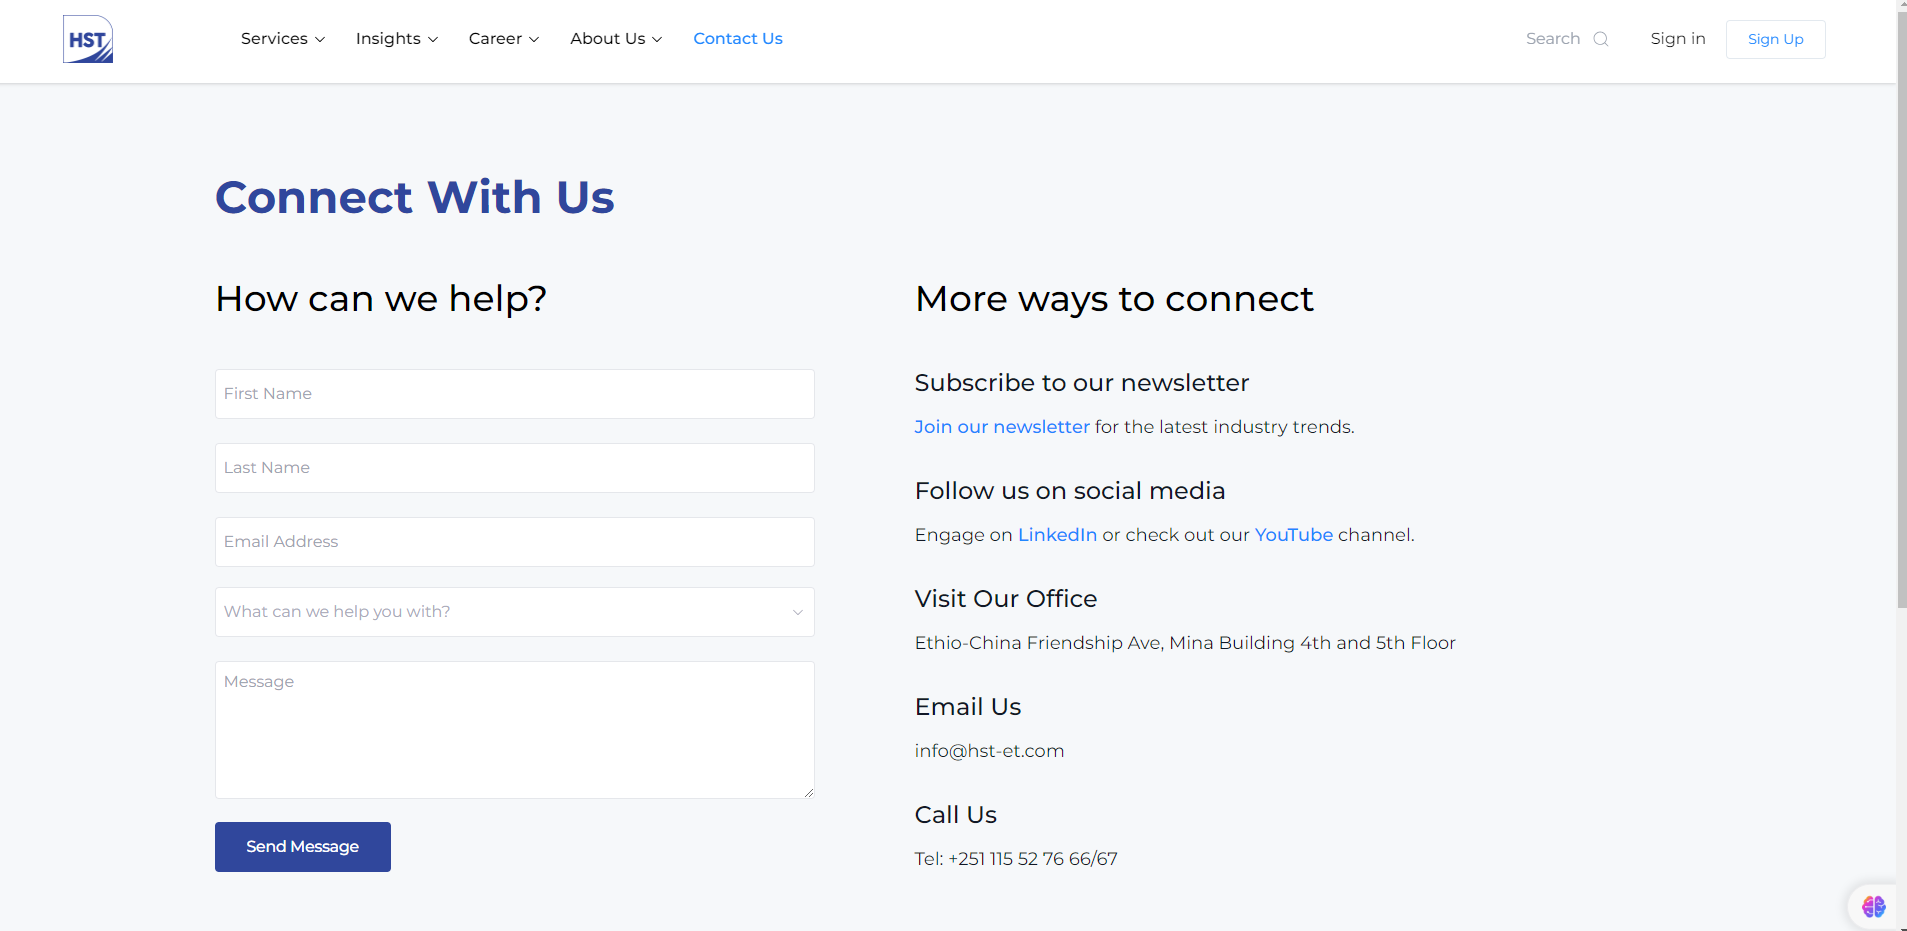 HST
Services
Insights
Career
About Us
Contact Us
Search
Sign in
Sign Up
Connect With Us
How can we help?
First Name
Last Name
Email Address
What can we help you with?
Message
Send Message
More ways to connect
Subscribe to our newsletter
Join our newsletter for the latest industry trends.
Follow us on social media
Engage on LinkedIn or check out our YouTube channel.
Visit Our Office
Ethio-China Friendship Ave, Mina Building 4th and 5th Floor
Email Us
info@hst-et.com
Call Us
Tel: +251 115 52 76 66/67